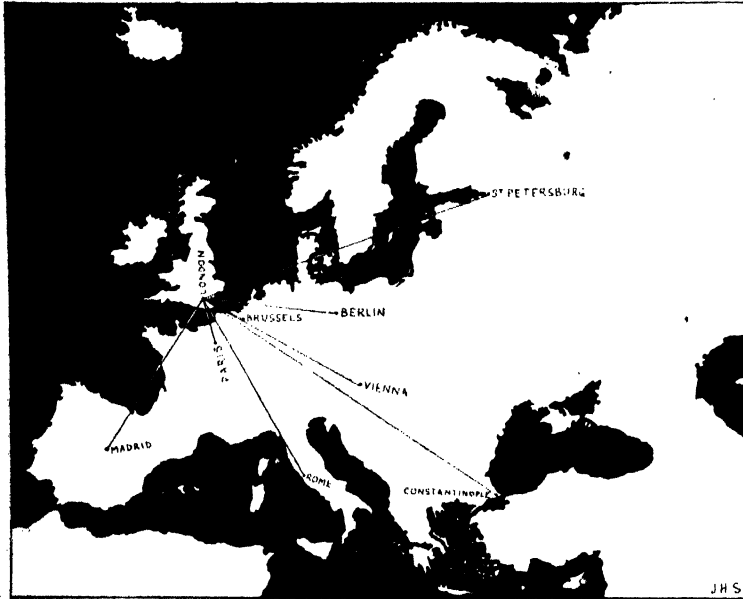 ST PETERSBURG
LONDON
BRUSSELS
BERLIN
PARIS
VIENNA
MADRID
ROME
CONSTANTINOPLE
JHS